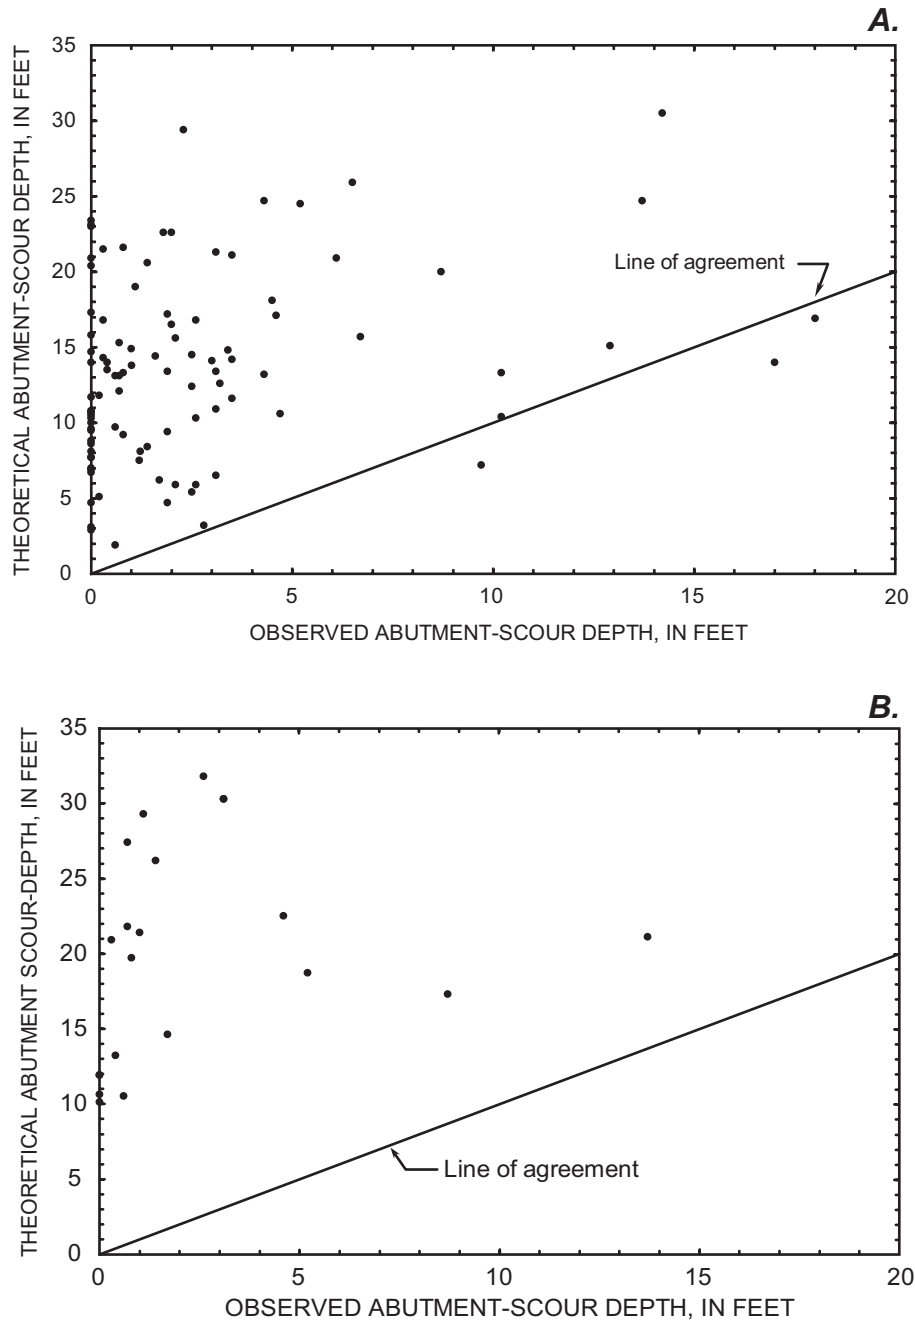 A.
THEORETICAL ABUTMENT-SCOUR DEPTH, IN FEET
35
30
25
20
15
10
5
0
Line of agreement
0 5 10 15 20
OBSERVED ABUTMENT-SCOUR DEPTH, IN FEET
B.
THEORETICAL ABUTMENT SCOUR-DEPTH, IN FEET
35
30
25
20
15
10
5
0
Line of agreement
0 5 10 15 20
OBSERVED ABUTMENT-SCOUR DEPTH, IN FEET